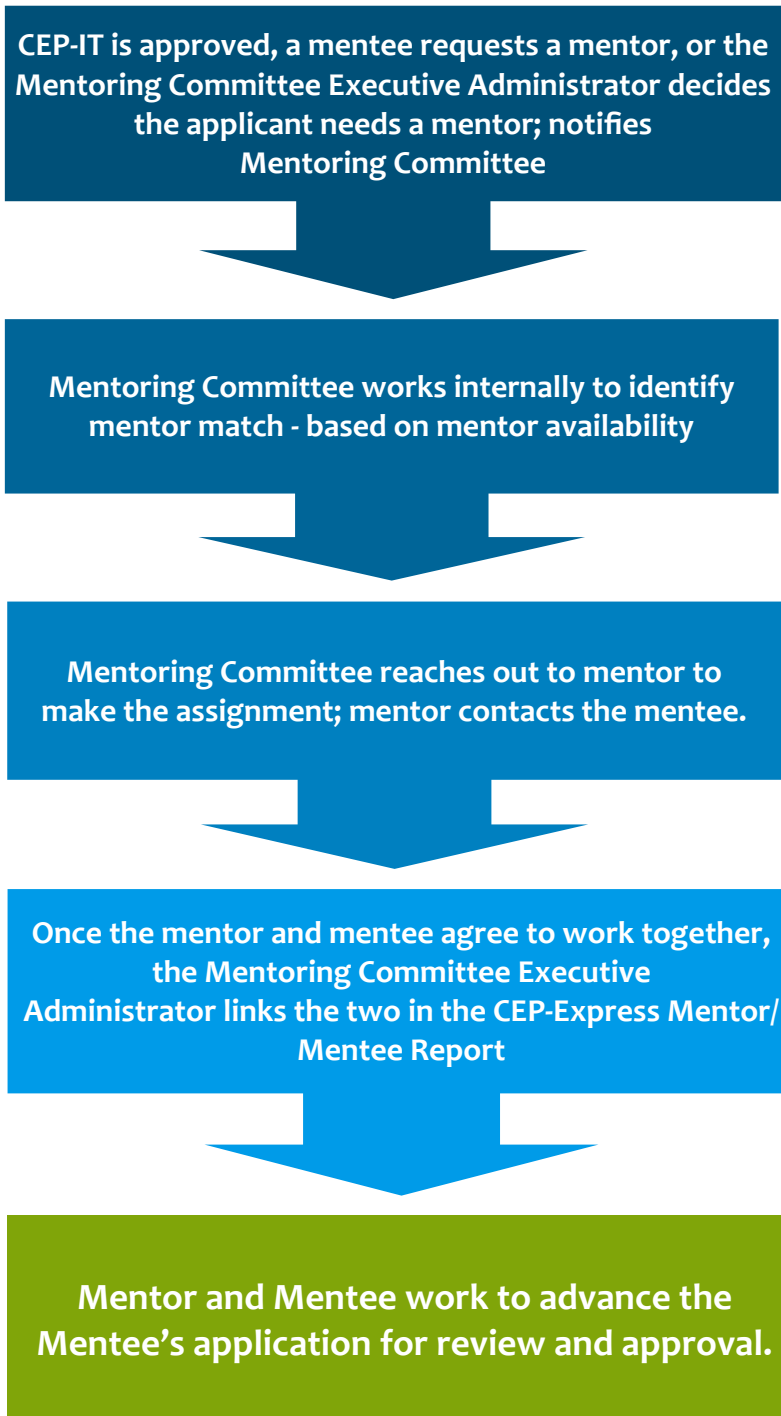 CEP-IT is approved, a mentee requests a mentor, or the
Mentoring Committee Executive Administrator decides
the applicant needs a mentor; notifies
Mentoring Committee
Mentoring Committee works internally to identify
mentor match - based on mentor availability
Mentoring Committee reaches out to mentor to
make the assignment; mentor contacts the mentee.
Once the mentor and mentee agree to work together,
the Mentoring Committee Executive
Administrator links the two in the CEP-Express Mentor/
Mentee Report
Mentor and Mentee work to advance the
Mentee’s application for review and approval.